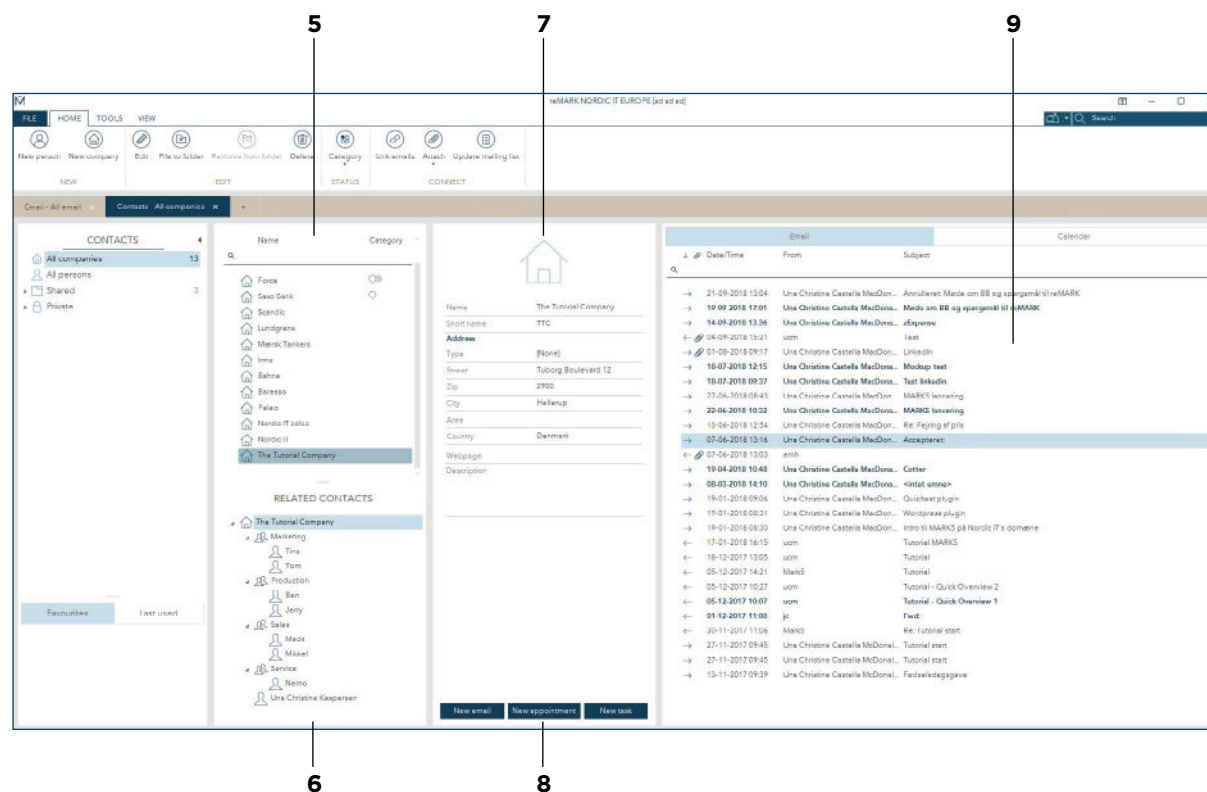 5 7 9
reMARK NORDIC IT EUROPE [ad ad ad]
FILE HOME TOOLS VIEW Search
New person New company Edit File to folder Remove from folder Delete Category Link emails Attach Update mailing list
NEW EDIT STATUS CONNECT
Email - All email × Contacts All companies × +
CONTACTS
All companies 13
All persons
Shared 3
Private
Favourites Last used
Name Category
Force
Saxo Bank
Scandic
Lundgrens
Mærsk Tankers
Irma
Bahne
Baresso
Paleo
Nordic IT sales
Nordic II
The Tutorial Company
RELATED CONTACTS
The Tutorial Company
Marketing
Tina
Tom
Production
Ben
Jerry
Sales
Mads
Mikkel
Service
Nemo
Una Christine Kaspersen
Name The Tutorial Company
Short name TTC
Address
Type [None]
Street Tuborg Boulevard 12
Zip 2900
City Hellerup
Area
Country Denmark
Webpage
Description
New email New appointment New task
Email Calendar
Date/Time From Subject
21-09-2018 13:04 Una Christine Castella MacDon... Annulleret: Møde om BB og spørgsmål til reMARK
19-09-2018 17:01 Una Christine Castella MacDona... Møde om BB og spørgsmål til reMARK
14-09-2018 13:36 Una Christine Castella MacDona... zExpense
04-09-2018 15:21 ucm Test
01-08-2018 09:17 Una Christine Castella MacDon... LinkedIn
18-07-2018 12:15 Una Christine Castella MacDona... Mockup test
18-07-2018 09:37 Una Christine Castella MacDona... Test linkedin
27-06-2018 08:43 Una Christine Castella MacDon... MARK5 lancering
22-06-2018 10:32 Una Christine Castella MacDona... MARK5 lancering
13-06-2018 12:54 Una Christine Castella MacDon... Re: Fejring af pris
07-06-2018 13:16 Una Christine Castella MacDon... Accepteret:
07-06-2018 13:03 emh
19-04-2018 10:48 Una Christine Castella MacDona... Cotter
08-03-2018 14:10 Una Christine Castella MacDona... <intet emne>
19-01-2018 09:06 Una Christine Castella MacDon... Quiz/test plugin
19-01-2018 08:31 Una Christine Castella MacDon... Wordpress plugin
19-01-2018 08:30 Una Christine Castella MacDon... Intro til MARK5 på Nordic IT's domæne
17-01-2018 16:15 ucm Tutorial MARK5
18-12-2017 13:05 ucm Tutorial
05-12-2017 14:21 Mark5 Tutorial
05-12-2017 10:27 ucm Tutorial - Quick Overview 2
05-12-2017 10:07 ucm Tutorial - Quick Overview 1
01-12-2017 11:08 jc Fwd:
30-11-2017 11:06 Mark5 Re: Tutorial start
27-11-2017 09:45 Una Christine Castella McDonal... Tutorial start
27-11-2017 09:45 Una Christine Castella McDonal... Tutorial start
13-11-2017 09:39 Una Christine Castella McDonal... Fødselsdagsgave
6 8